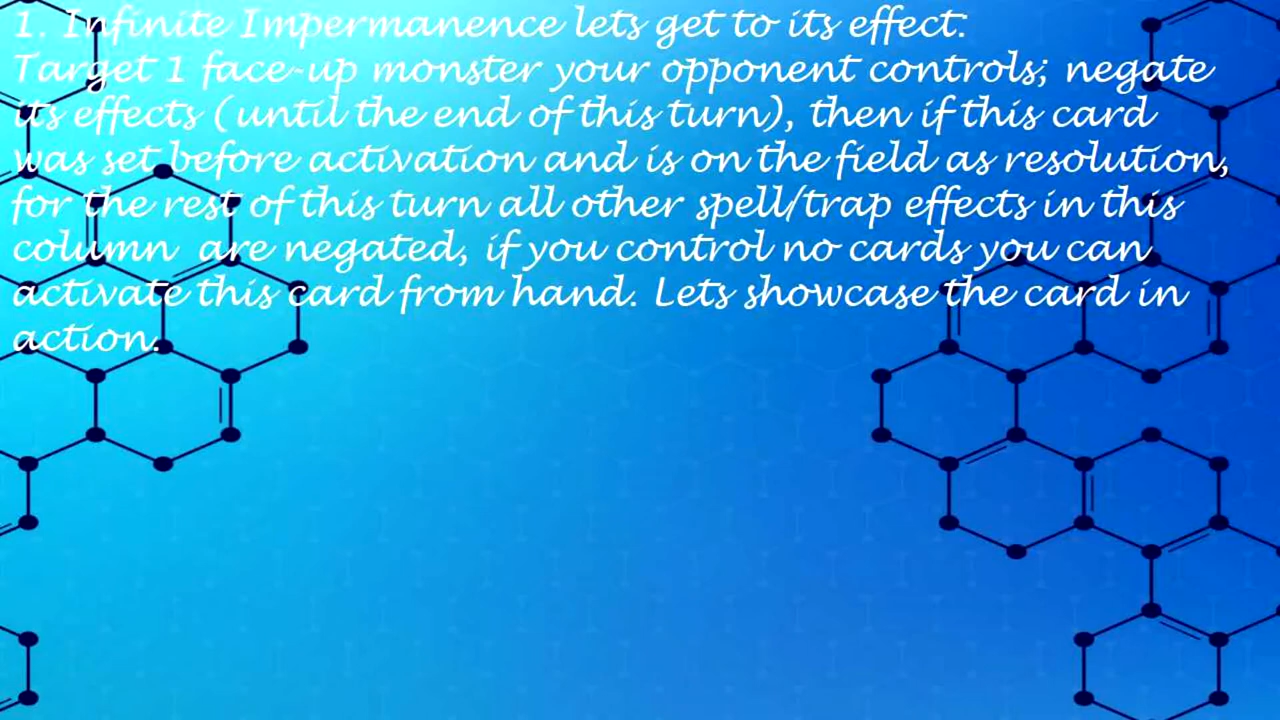 1. Infinite Impermanence lets get to its effect:
Target 1 face-up monster your opponent controls; negate
its effects (until the end of this turn), then if this card
was set before activation and is on the field as resolution,
for the rest of this turn all other spell/trap effects in this
column are negated, if you control no cards you can
activate this card from hand. Lets showcase the card in
action.